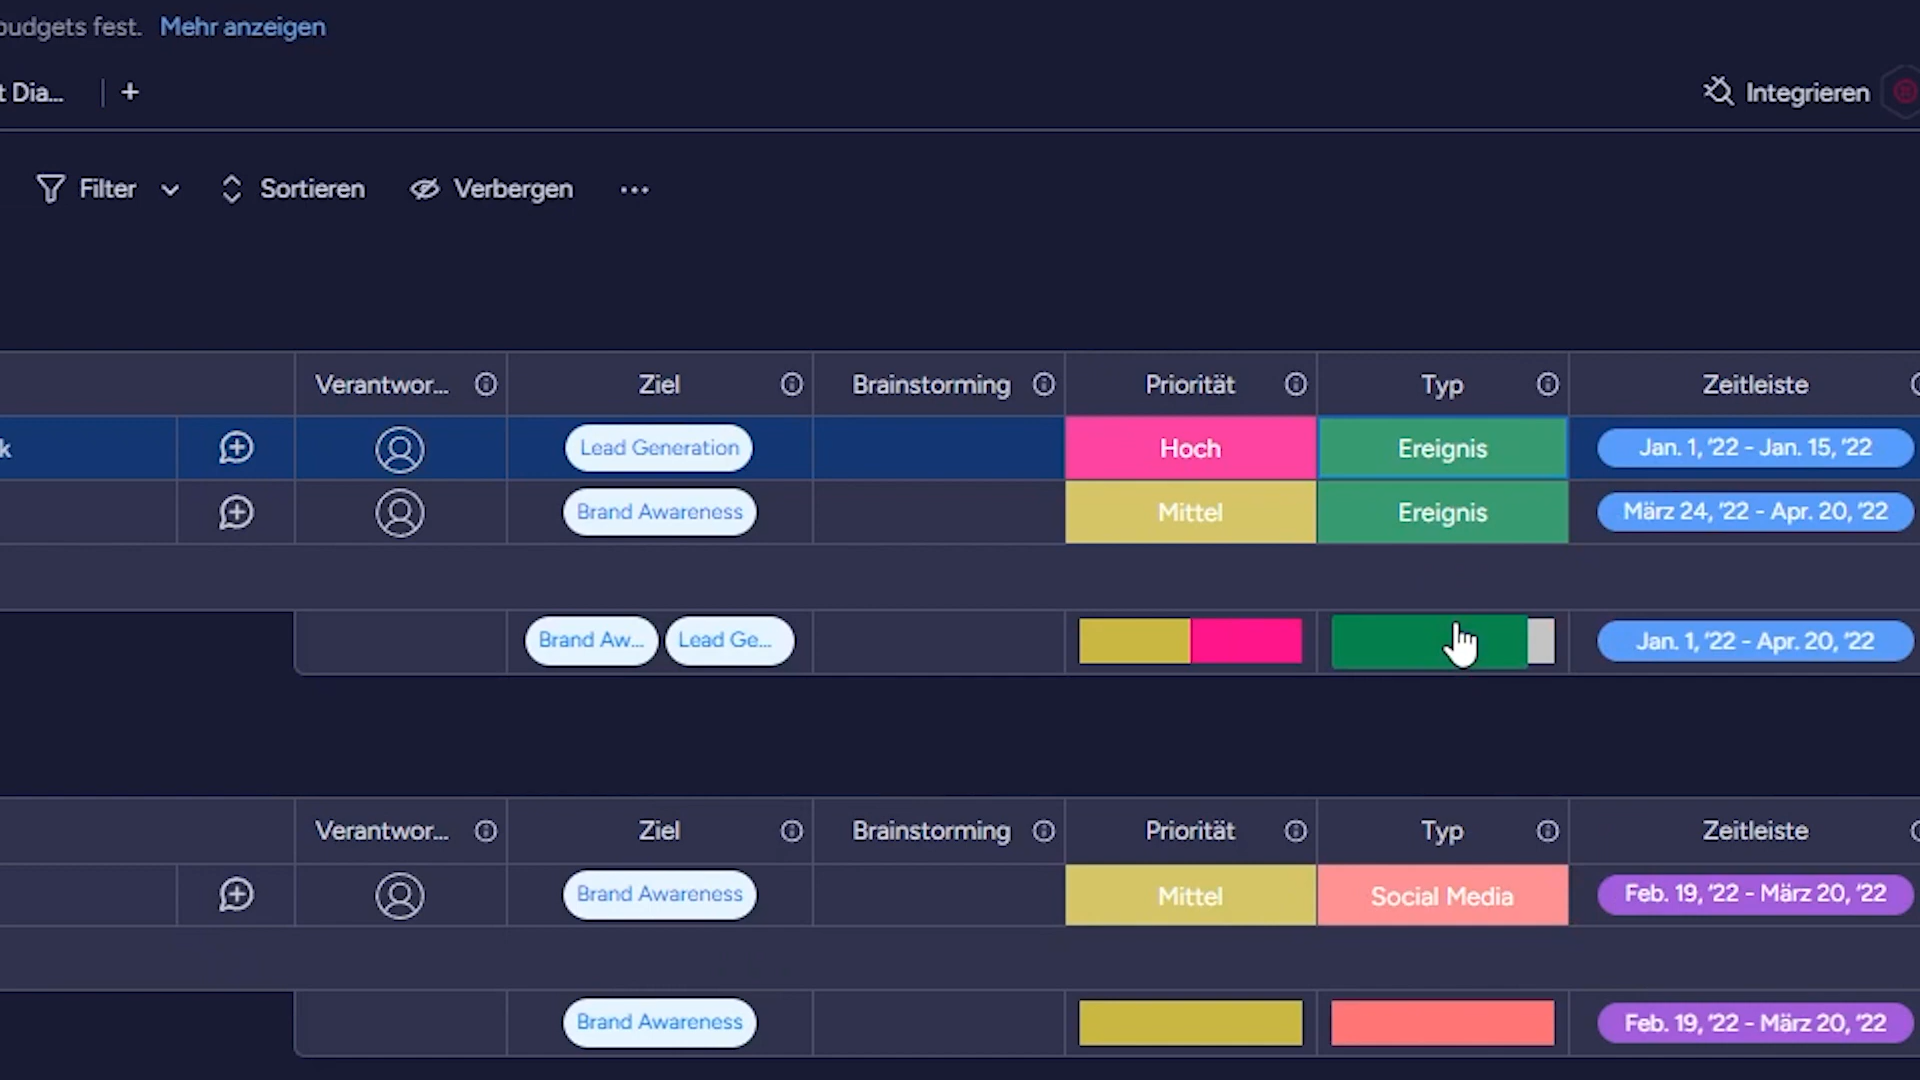 budgets fest. Mehr anzeigen
t Dia... +
Integrieren
Filter Sortieren Verbergen ...
Verantwor... Ziel Brainstorming Priorität Typ Zeitleiste
k Lead Generation Hoch Ereignis Jan. 1, '22 - Jan. 15, '22
Brand Awareness Mittel Ereignis März 24, '22 - Apr. 20, '22
Brand Aw... Lead Ge... Jan. 1, '22 - Apr. 20, '22
Verantwor... Ziel Brainstorming Priorität Typ Zeitleiste
Brand Awareness Mittel Social Media Feb. 19, '22 - März 20, '22
Brand Awareness Feb. 19, '22 - März 20, '22